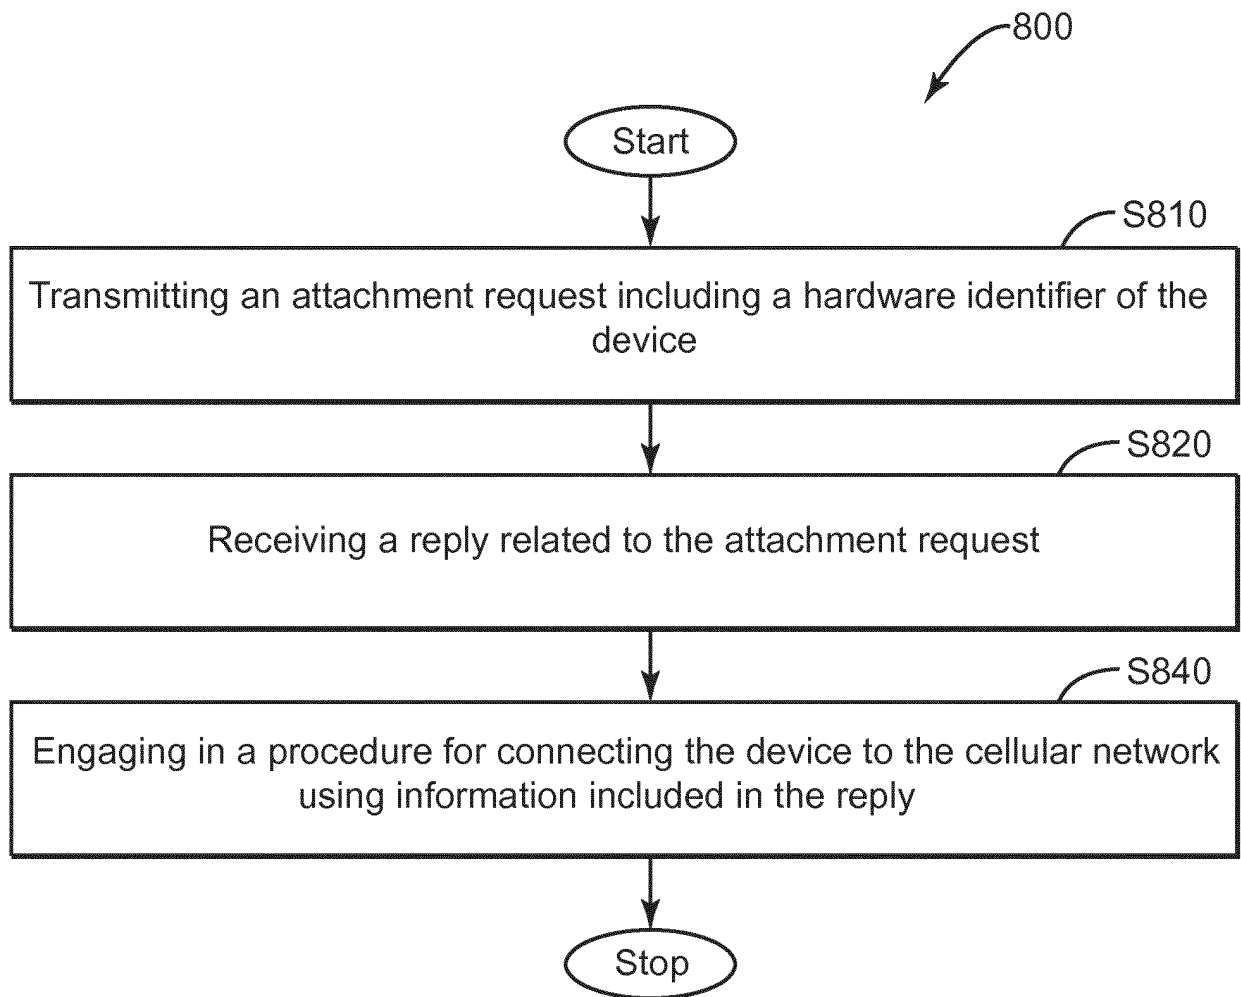 800
Start
S810
Transmitting an attachment request including a hardware identifier of the
device
S820
Receiving a reply related to the attachment request
S840
Engaging in a procedure for connecting the device to the cellular network
using information included in the reply
Stop